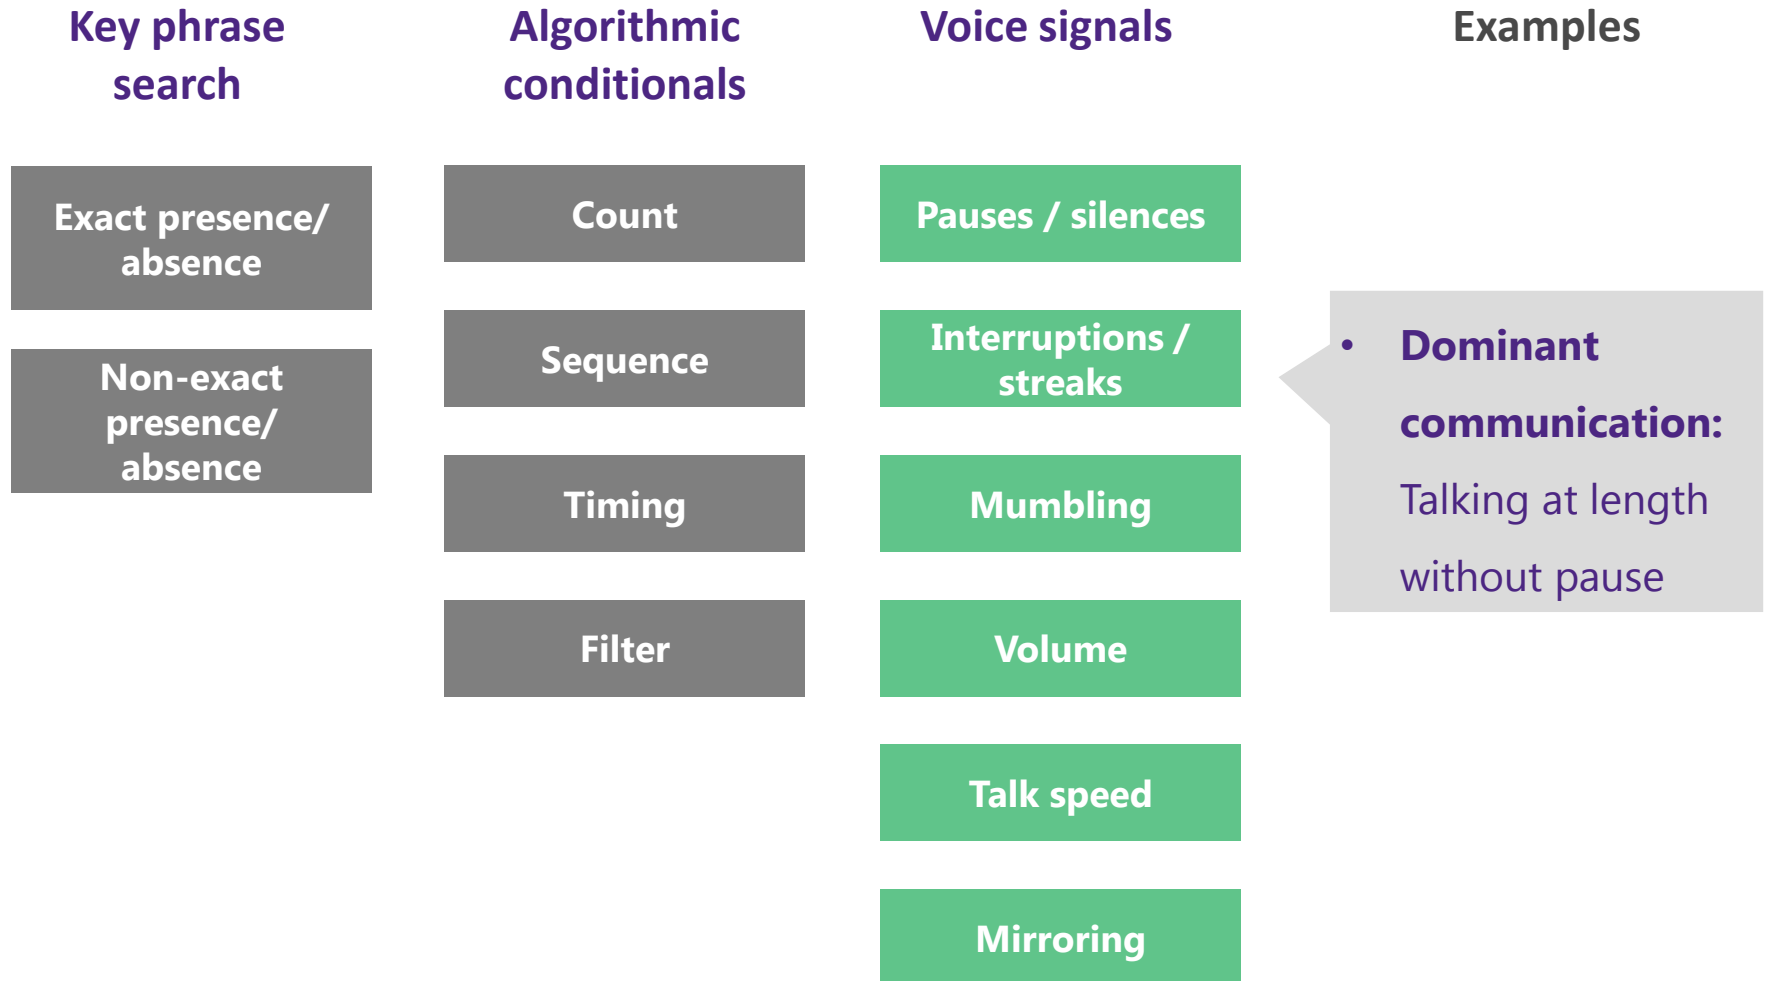 Key phrase
search
Algorithmic
conditionals
Voice signals
Examples
Exact presence/
absence
Non-exact
presence/
absence
Count
Sequence
Timing
Filter
Pauses / silences
Interruptions /
streaks
Mumbling
Volume
Talk speed
Mirroring
• Dominant
communication:
Talking at length
without pause